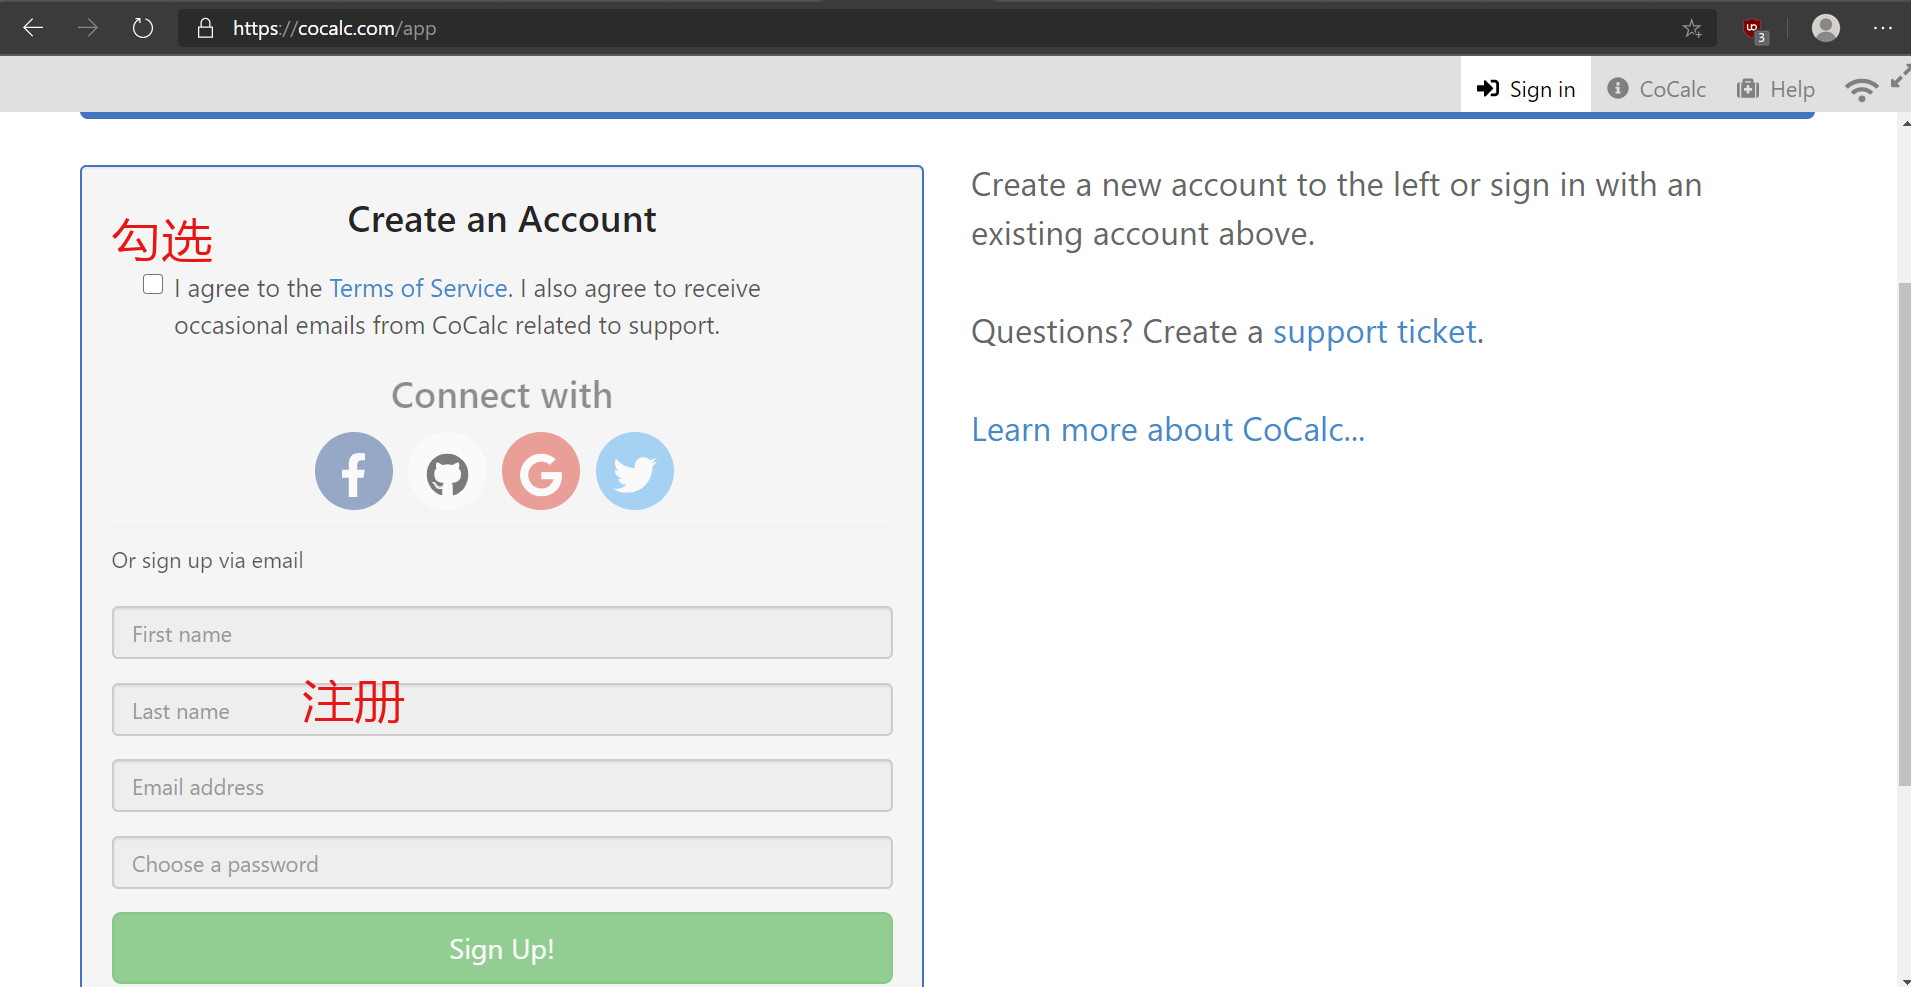 https://cocalc.com/app
3
Sign in
CoCalc
Help
Create an Account
勾选
I agree to the Terms of Service. I also agree to receive
occasional emails from CoCalc related to support.
Connect with
Or sign up via email
First name
Last name
注册
Email address
Choose a password
Sign Up!
Create a new account to the left or sign in with an
existing account above.
Questions? Create a support ticket.
Learn more about CoCalc...